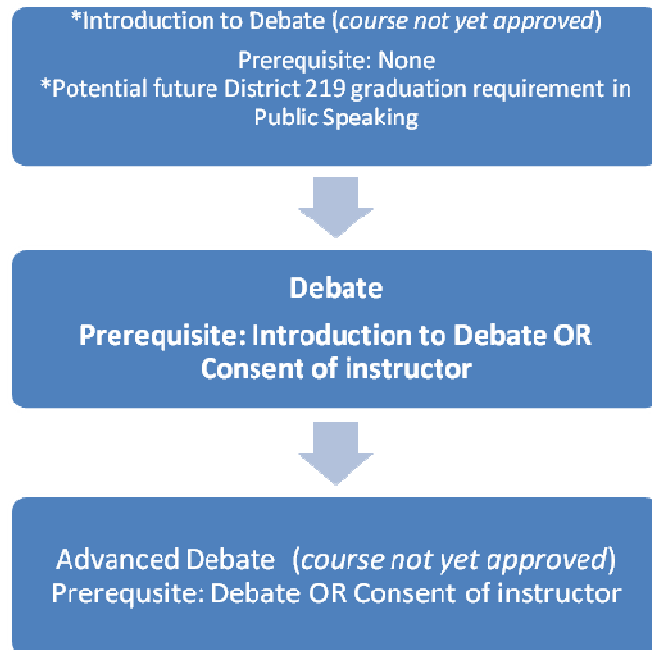 *Introduction to Debate (course not yet approved)
Prerequisite: None
*Potential future District 219 graduation requirement in
Public Speaking
Debate
Prerequisite: Introduction to Debate OR
Consent of instructor
Advanced Debate (course not yet approved)
Prerequsite: Debate OR Consent of instructor